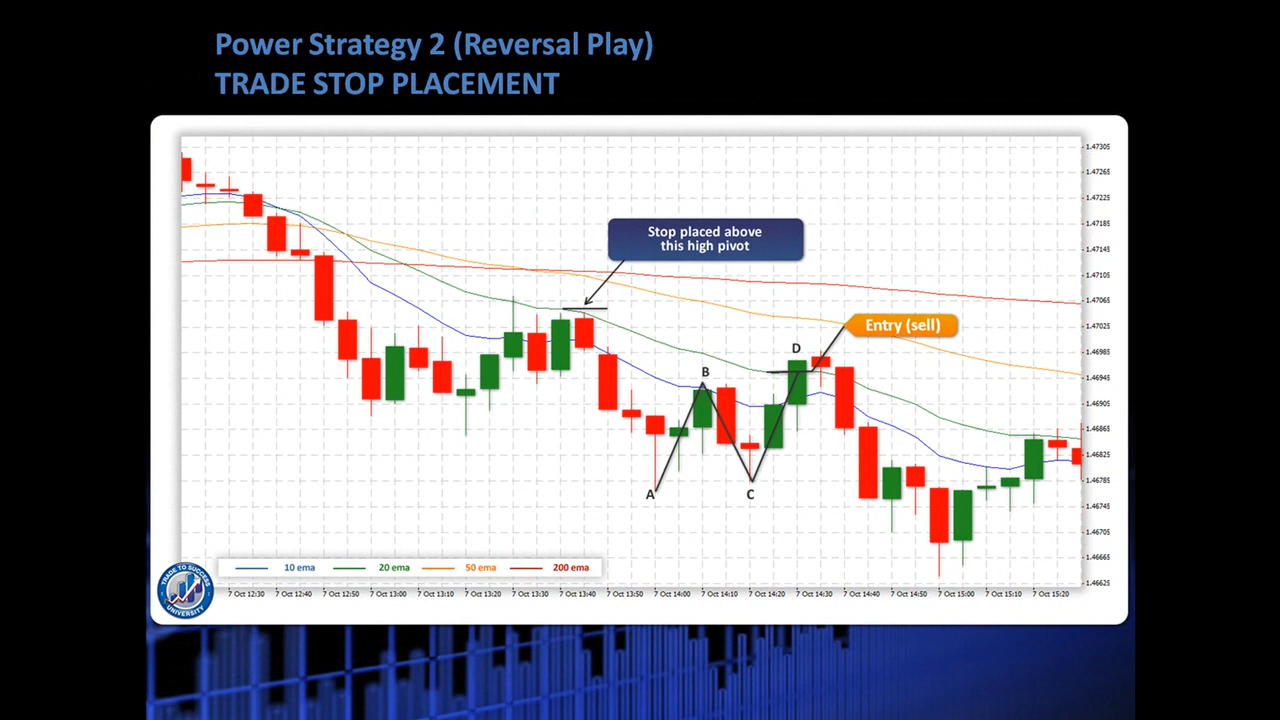 Power Strategy 2 (Reversal Play)
TRADE STOP PLACEMENT
1.47305
1.47265
1.47225
1.47185
1.47145
1.47105
1.47065
1.47025
1.46985
1.46945
1.46905
1.46865
1.46825
1.46785
1.46745
1.46705
1.46665
1.46625
Stop placed above
this high pivot
Entry (sell)
D
B
A
C
10 ema
20 ema
50 ema
200 ema
TRADE TO SUCCESS
UNIVERSITY
7 Oct 12:30
7 Oct 12:40
7 Oct 12:50
7 Oct 13:00
7 Oct 13:10
7 Oct 13:20
7 Oct 13:30
7 Oct 13:40
7 Oct 13:50
7 Oct 14:00
7 Oct 14:10
7 Oct 14:20
7 Oct 14:30
7 Oct 14:40
7 Oct 14:50
7 Oct 15:00
7 Oct 15:10
7 Oct 15:20